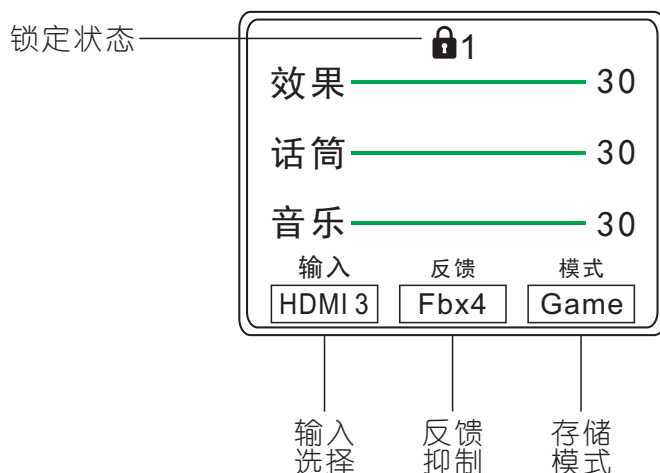 锁定状态
1
效果 30
话筒 30
音乐 30
输入 反馈 模式
HDMI 3 Fbx4 Game
输入 反馈 存储
选择 抑制 模式